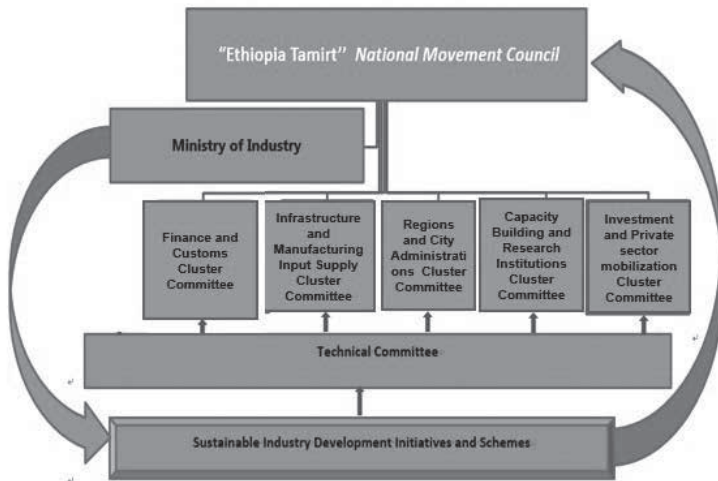 “Ethiopia Tamirt” National Movement Council
Ministry of Industry
Finance and
Customs
Cluster
Committee
Infrastructure
and
Manufacturing
Input Supply
Cluster
Committee
Regions
and City
Administrati
ons Cluster
Committee
Capacity
Building and
Research
Institutions
Cluster
Committee
Investment
and Private
sector
mobilization
Cluster
Committee
Technical Committee
Sustainable Industry Development Initiatives and Schemes